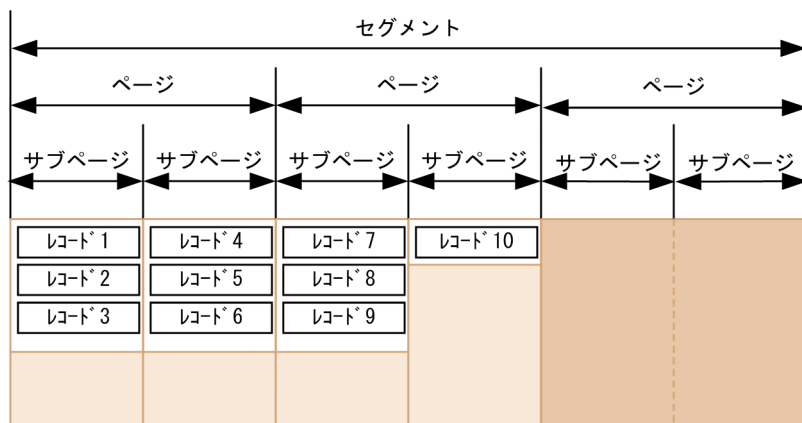 セグメント
ページ ページ ページ
サブページ サブページ サブページ サブページ サブページ サブページ
ﾚｺｰﾄﾞ1 ﾚｺｰﾄﾞ4 ﾚｺｰﾄﾞ7 ﾚｺｰﾄﾞ10
ﾚｺｰﾄﾞ2 ﾚｺｰﾄﾞ5 ﾚｺｰﾄﾞ8
ﾚｺｰﾄﾞ3 ﾚｺｰﾄﾞ6 ﾚｺｰﾄﾞ9